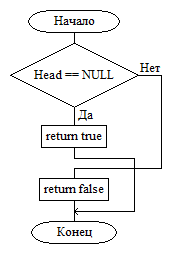 Начало
Head == NULL
Нет
Да
return true
return false
Конец